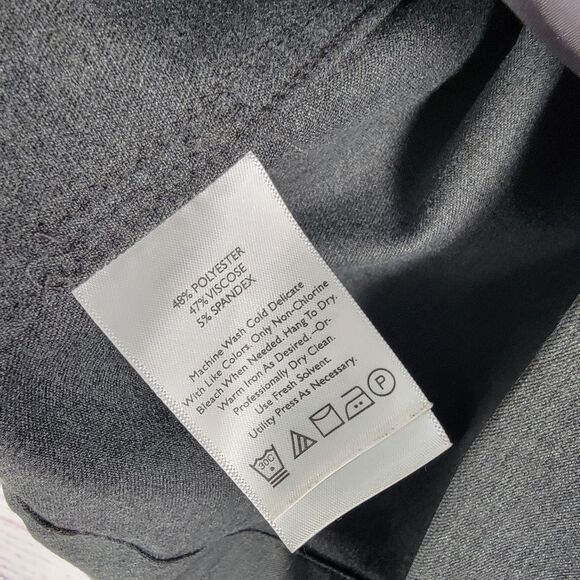 48% POLYESTER
47% VISCOSE
5% SPANDEX
Machine Wash Cold Delicate
With Like Colors. Only Non-Chlorine
Bleach When Needed. Hang To Dry.
Warm Iron As Desired --Or-
Professionally Dry Clean.
Use Fresh Solvent.
Utility Press As Necessary.
30C P